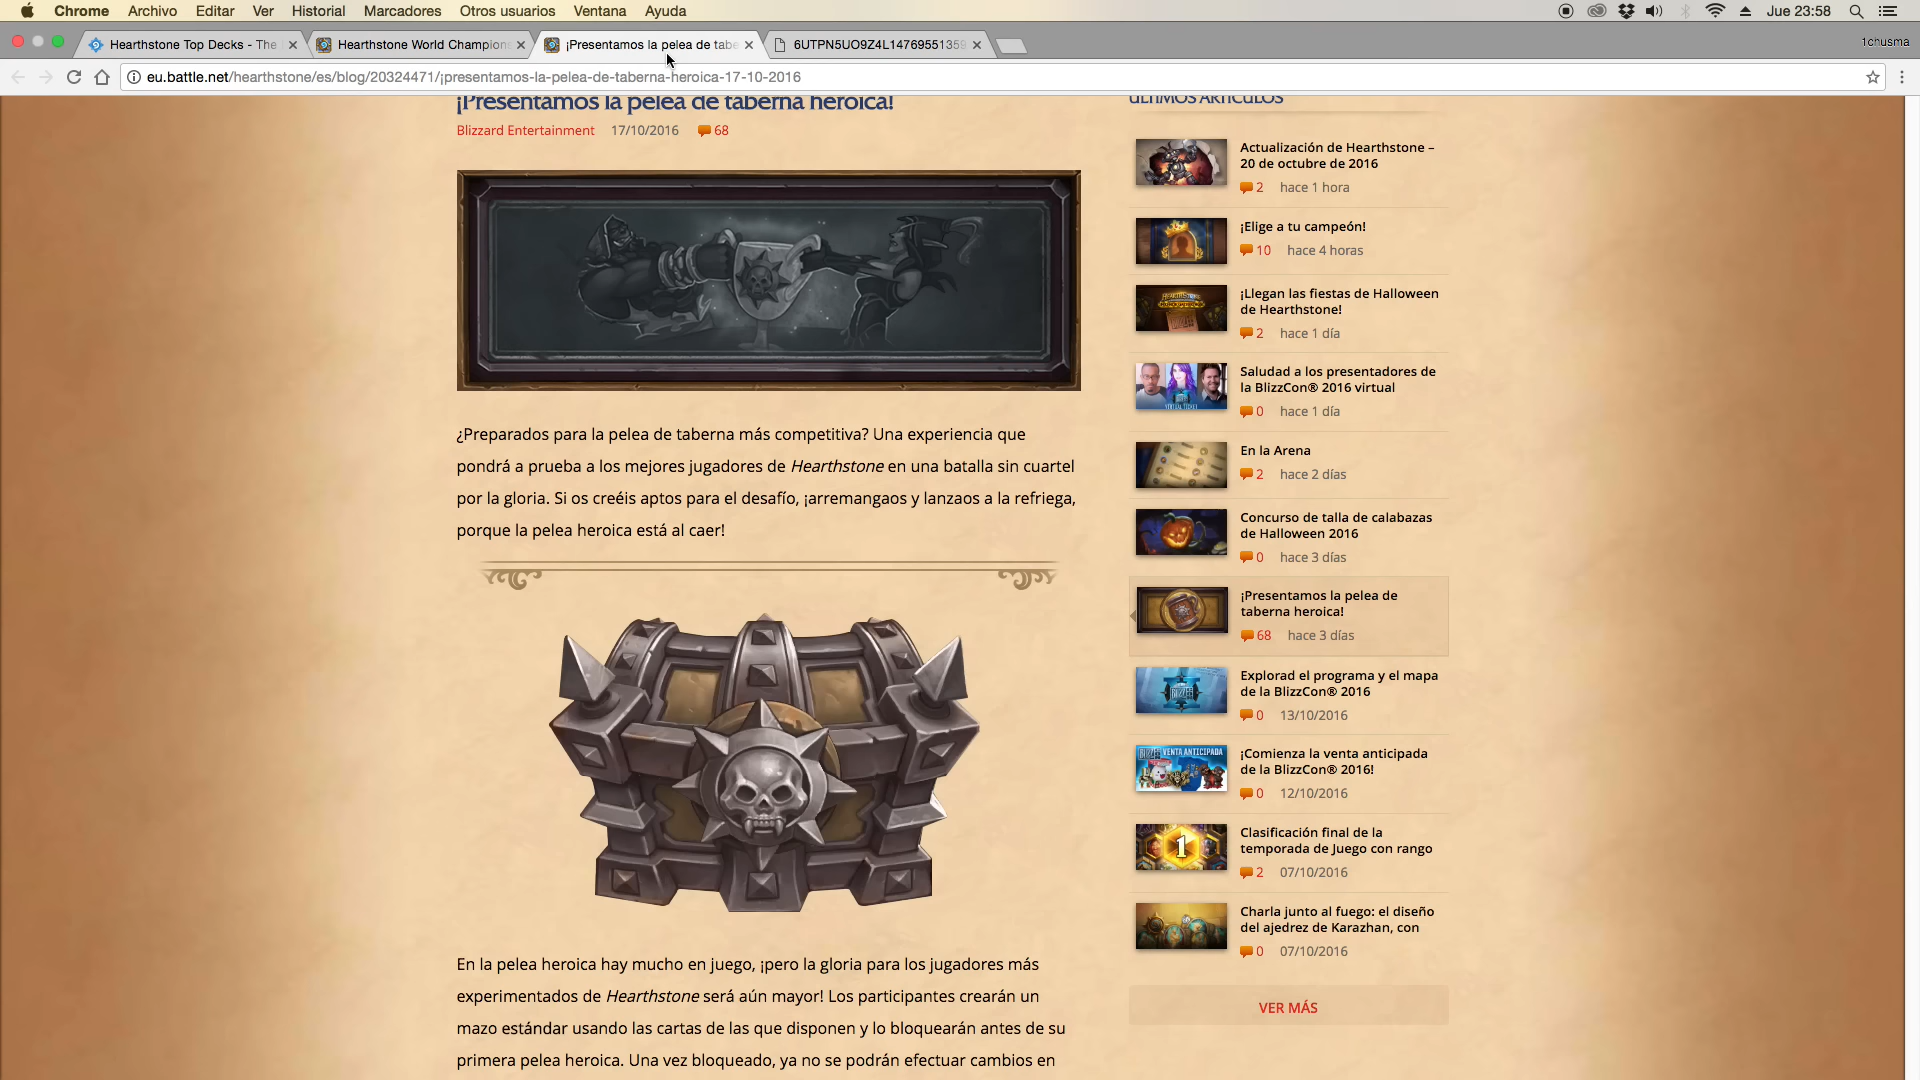 Chrome Archivo Editar Ver Historial Marcadores Otros usuarios Ventana Ayuda Jue 23:58
Hearthstone Top Decks - The
Hearthstone World Champions
¡Presentamos la pelea de tabe
6UTPN5UO9Z4L14769551359
1chusma
eu.battle.net/hearthstone/es/blog/20324471/¡presentamos-la-pelea-de-taberna-heroica-17-10-2016
¡Presentamos la pelea de taberna heroica!
Blizzard Entertainment 17/10/2016 68
¿Preparados para la pelea de taberna más competitiva? Una experiencia que
pondrá a prueba a los mejores jugadores de Hearthstone en una batalla sin cuartel
por la gloria. Si os creéis aptos para el desafío, ¡arremangaos y lanzaos a la refriega,
porque la pelea heroica está al caer!
En la pelea heroica hay mucho en juego, ¡pero la gloria para los jugadores más
experimentados de Hearthstone será aún mayor! Los participantes crearán un
mazo estándar usando las cartas de las que disponen y lo bloquearán antes de su
primera pelea heroica. Una vez bloqueado, ya no se podrán efectuar cambios en
ÚLTIMOS ARTÍCULOS
Actualización de Hearthstone –
20 de octubre de 2016
2 hace 1 hora
¡Elige a tu campeón!
10 hace 4 horas
¡Llegan las fiestas de Halloween
de Hearthstone!
2 hace 1 día
Saludad a los presentadores de
la BlizzCon® 2016 virtual
0 hace 1 día
En la Arena
2 hace 2 días
Concurso de talla de calabazas
de Halloween 2016
0 hace 3 días
¡Presentamos la pelea de
taberna heroica!
68 hace 3 días
Explorad el programa y el mapa
de la BlizzCon® 2016
0 13/10/2016
VENTA ANTICIPADA
¡Comienza la venta anticipada
de la BlizzCon® 2016!
0 12/10/2016
1
Clasificación final de la
temporada de Juego con rango
2 07/10/2016
Charla junto al fuego: el diseño
del ajedrez de Karazhan, con
0 07/10/2016
VER MÁS